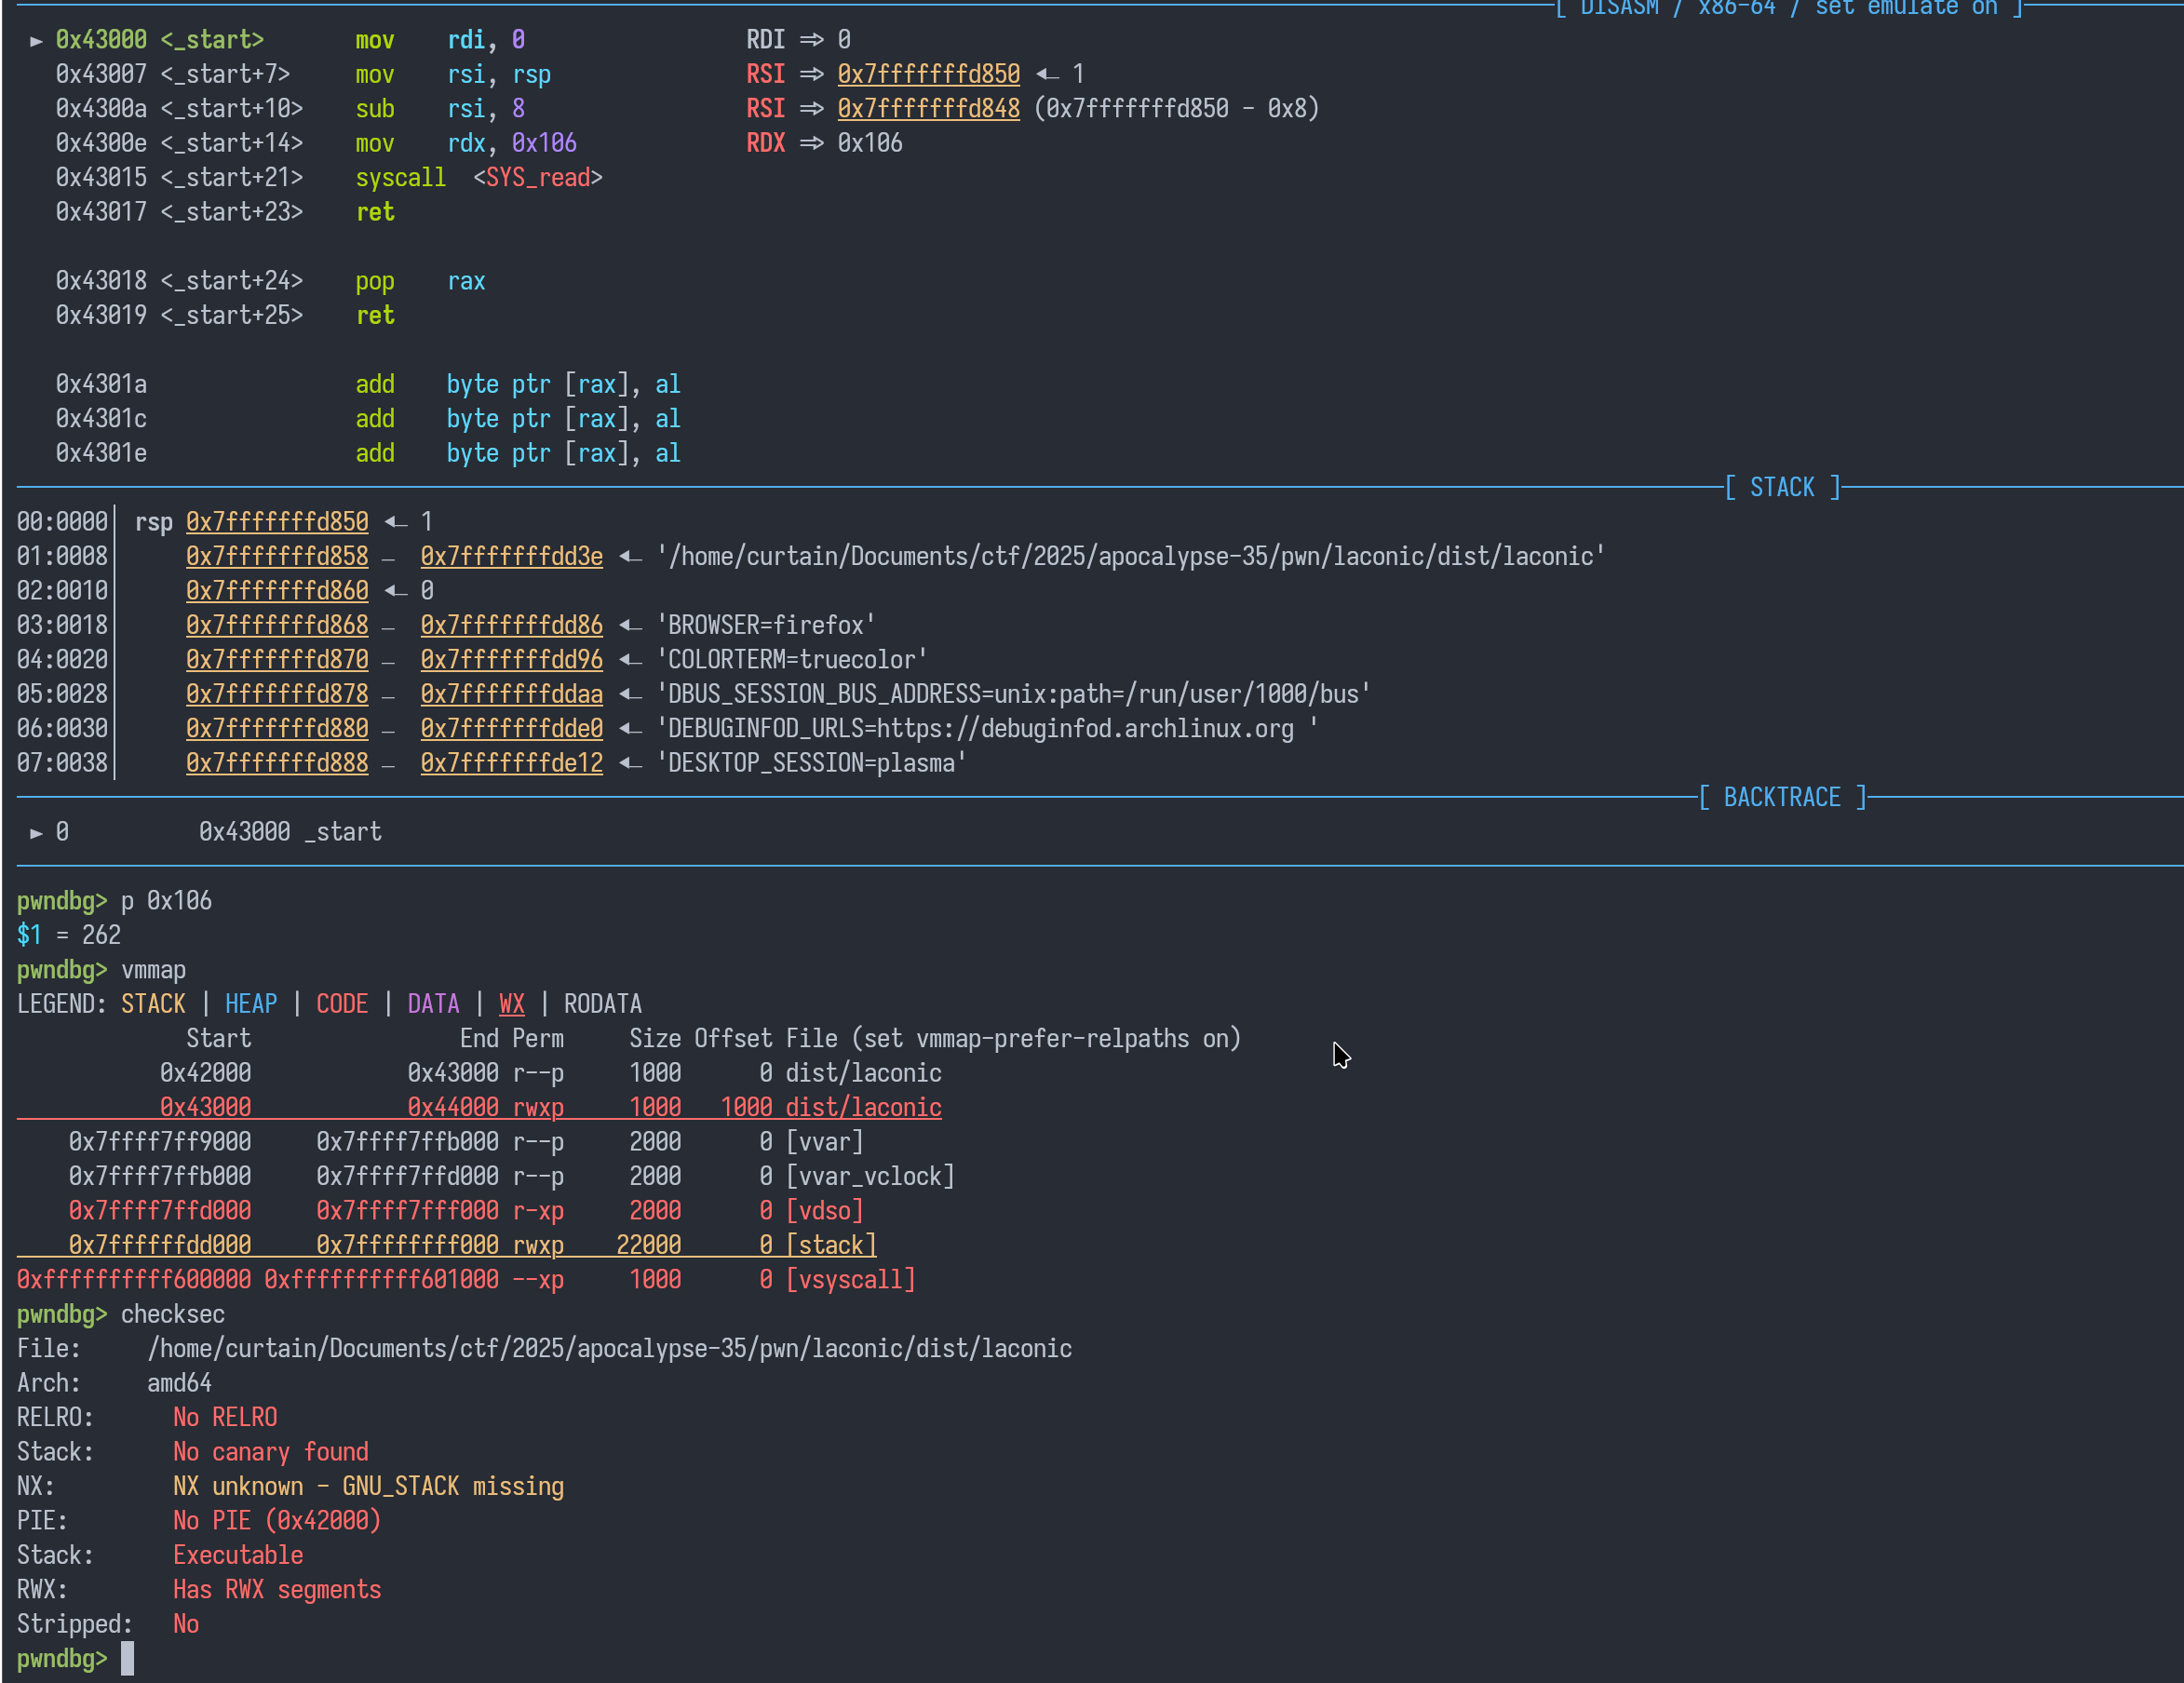 [ DISASM / x86-64 / set emulate on ]
► 0x43000 <_start> mov rdi, 0 RDI => 0
0x43007 <_start+7> mov rsi, rsp RSI => 0x7fffffffd850 ◂— 1
0x4300a <_start+10> sub rsi, 8 RSI => 0x7fffffffd848 (0x7fffffffd850 - 0x8)
0x4300e <_start+14> mov rdx, 0x106 RDX => 0x106
0x43015 <_start+21> syscall <SYS_read>
0x43017 <_start+23> ret
0x43018 <_start+24> pop rax
0x43019 <_start+25> ret
0x4301a add byte ptr [rax], al
0x4301c add byte ptr [rax], al
0x4301e add byte ptr [rax], al
[ STACK ]
00:0000│ rsp 0x7fffffffd850 ◂— 1
01:0008│ 0x7fffffffd858 — 0x7fffffffdd3e ◂— '/home/curtain/Documents/ctf/2025/apocalypse-35/pwn/laconic/dist/laconic'
02:0010│ 0x7fffffffd860 ◂— 0
03:0018│ 0x7fffffffd868 — 0x7fffffffdd86 ◂— 'BROWSER=firefox'
04:0020│ 0x7fffffffd870 — 0x7fffffffdd96 ◂— 'COLORTERM=truecolor'
05:0028│ 0x7fffffffd878 — 0x7fffffffddaa ◂— 'DBUS_SESSION_BUS_ADDRESS=unix:path=/run/user/1000/bus'
06:0030│ 0x7fffffffd880 — 0x7fffffffdde0 ◂— 'DEBUGINFOD_URLS=https://debuginfod.archlinux.org '
07:0038│ 0x7fffffffd888 — 0x7fffffffde12 ◂— 'DESKTOP_SESSION=plasma'
[ BACKTRACE ]
► 0 0x43000 _start
pwndbg> p 0x106
$1 = 262
pwndbg> vmmap
LEGEND: STACK | HEAP | CODE | DATA | WX | RODATA
Start End Perm Size Offset File (set vmmap-prefer-relpaths on)
0x42000 0x43000 r--p 1000 0 dist/laconic
0x43000 0x44000 rwxp 1000 1000 dist/laconic
0x7ffff7ff9000 0x7ffff7ffb000 r--p 2000 0 [vvar]
0x7ffff7ffb000 0x7ffff7ffd000 r--p 2000 0 [vvar_vclock]
0x7ffff7ffd000 0x7ffff7fff000 r-xp 2000 0 [vdso]
0x7ffffffdd000 0x7ffffffff000 rwxp 22000 0 [stack]
0xffffffffff600000 0xffffffffff601000 --xp 1000 0 [vsyscall]
pwndbg> checksec
File: /home/curtain/Documents/ctf/2025/apocalypse-35/pwn/laconic/dist/laconic
Arch: amd64
RELRO: No RELRO
Stack: No canary found
NX: NX unknown - GNU_STACK missing
PIE: No PIE (0x42000)
Stack: Executable
RWX: Has RWX segments
Stripped: No
pwndbg>